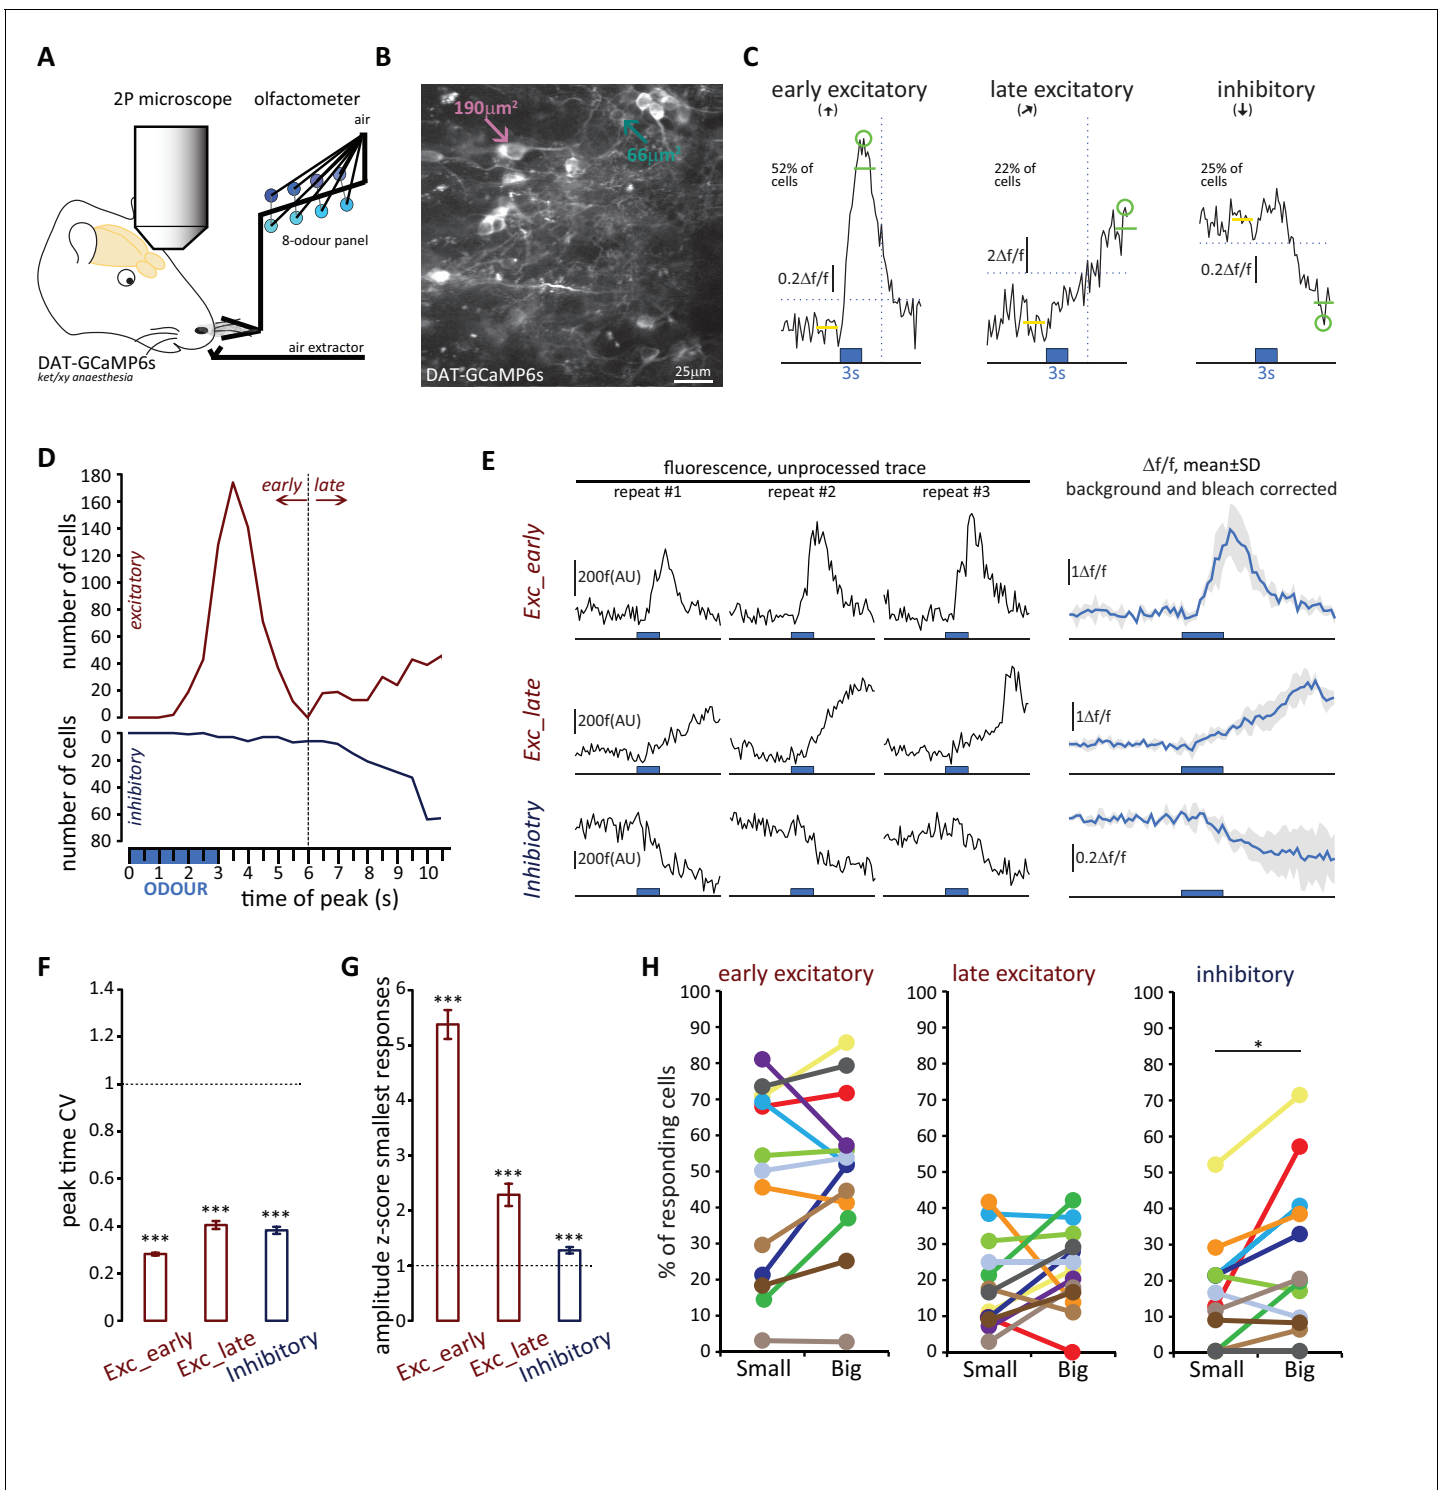 A
2P microscope
olfactometer
air
8-odour panel
air extractor
DAT-GCaMP6s
ket/xy anaesthesia
B
190µm²
66µm²
DAT-GCaMP6s
25µm
C
early excitatory
(↑)
52% of
cells
0.2Δf/f
3s
late excitatory
(↗)
22% of
cells
2Δf/f
3s
inhibitory
(↓)
25% of
cells
0.2Δf/f
3s
D
number of cells
excitatory
180
160
140
120
100
80
60
40
20
0
early
late
number of cells
inhibitory
0
20
40
60
80
0 1 2 3 4 5 6 7 8 9 10
ODOUR
time of peak (s)
E
fluorescence, unprocessed trace
repeat #1
repeat #2
repeat #3
Δf/f, mean±SD
background and bleach corrected
Exc_early
200f(AU)
1Δf/f
Exc_late
200f(AU)
1Δf/f
Inhibiotry
200f(AU)
0.2Δf/f
F
peak time CV
1.4
1.2
1
0.8
0.6
0.4
0.2
0
***
***
***
Exc_early
Exc_late
Inhibitory
G
amplitude z-score smallest responses
6
5
4
3
2
1
0
***
***
***
Exc_early
Exc_late
Inhibitory
H
% of responding cells
early excitatory
100
90
80
70
60
50
40
30
20
10
0
Small
Big
late excitatory
100
90
80
70
60
50
40
30
20
10
0
Small
Big
inhibitory
*
100
90
80
70
60
50
40
30
20
10
0
Small
Big